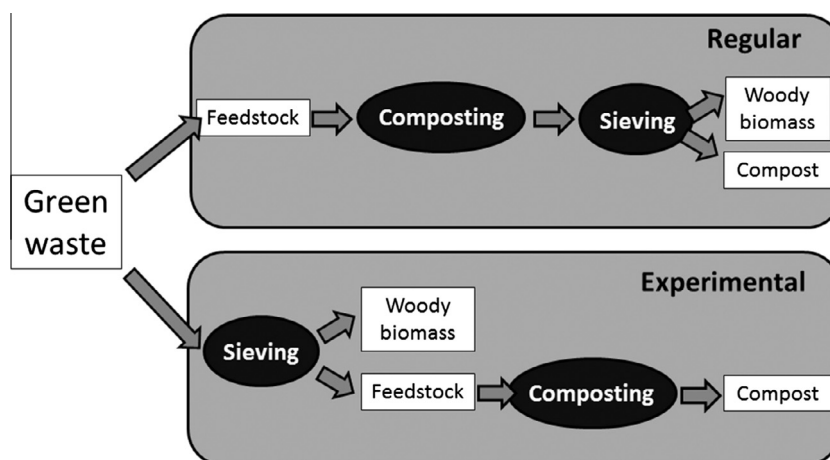 Regular
Feedstock
Composting
Sieving
Woody
biomass
Compost
Green
waste
Experimental
Sieving
Woody
biomass
Feedstock
Composting
Compost